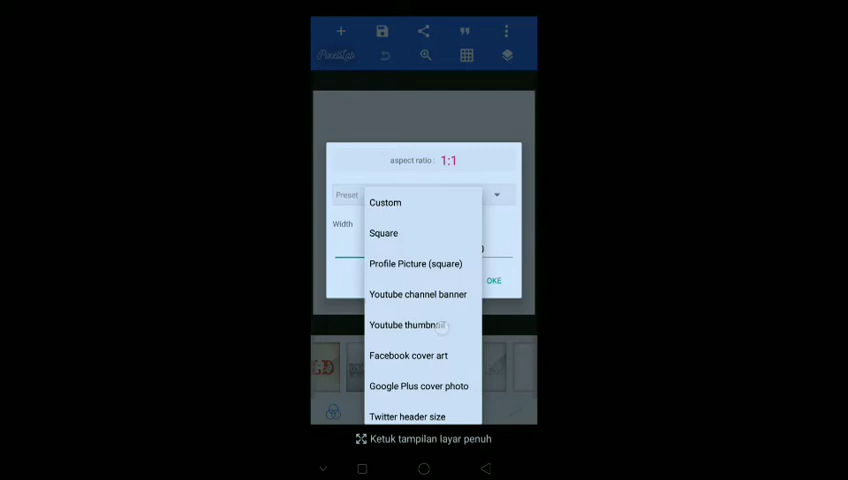 PixelLab
aspect ratio : 1:1
Preset
Custom
Width
Square
Profile Picture (square)
Youtube channel banner
OKE
Youtube thumbnail
Facebook cover art
Google Plus cover photo
Twitter header size
Ketuk tampilan layar penuh